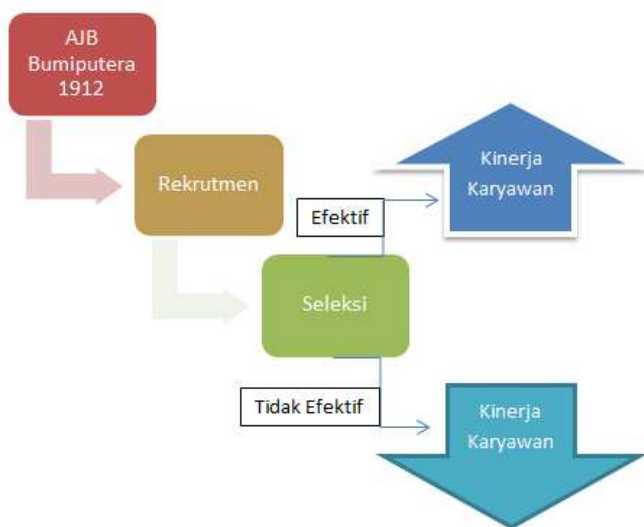 AJB
Bumiputera
1912
Rekrutmen
Kinerja
Karyawan
Efektif
Seleksi
Tidak Efektif
Kinerja
Karyawan